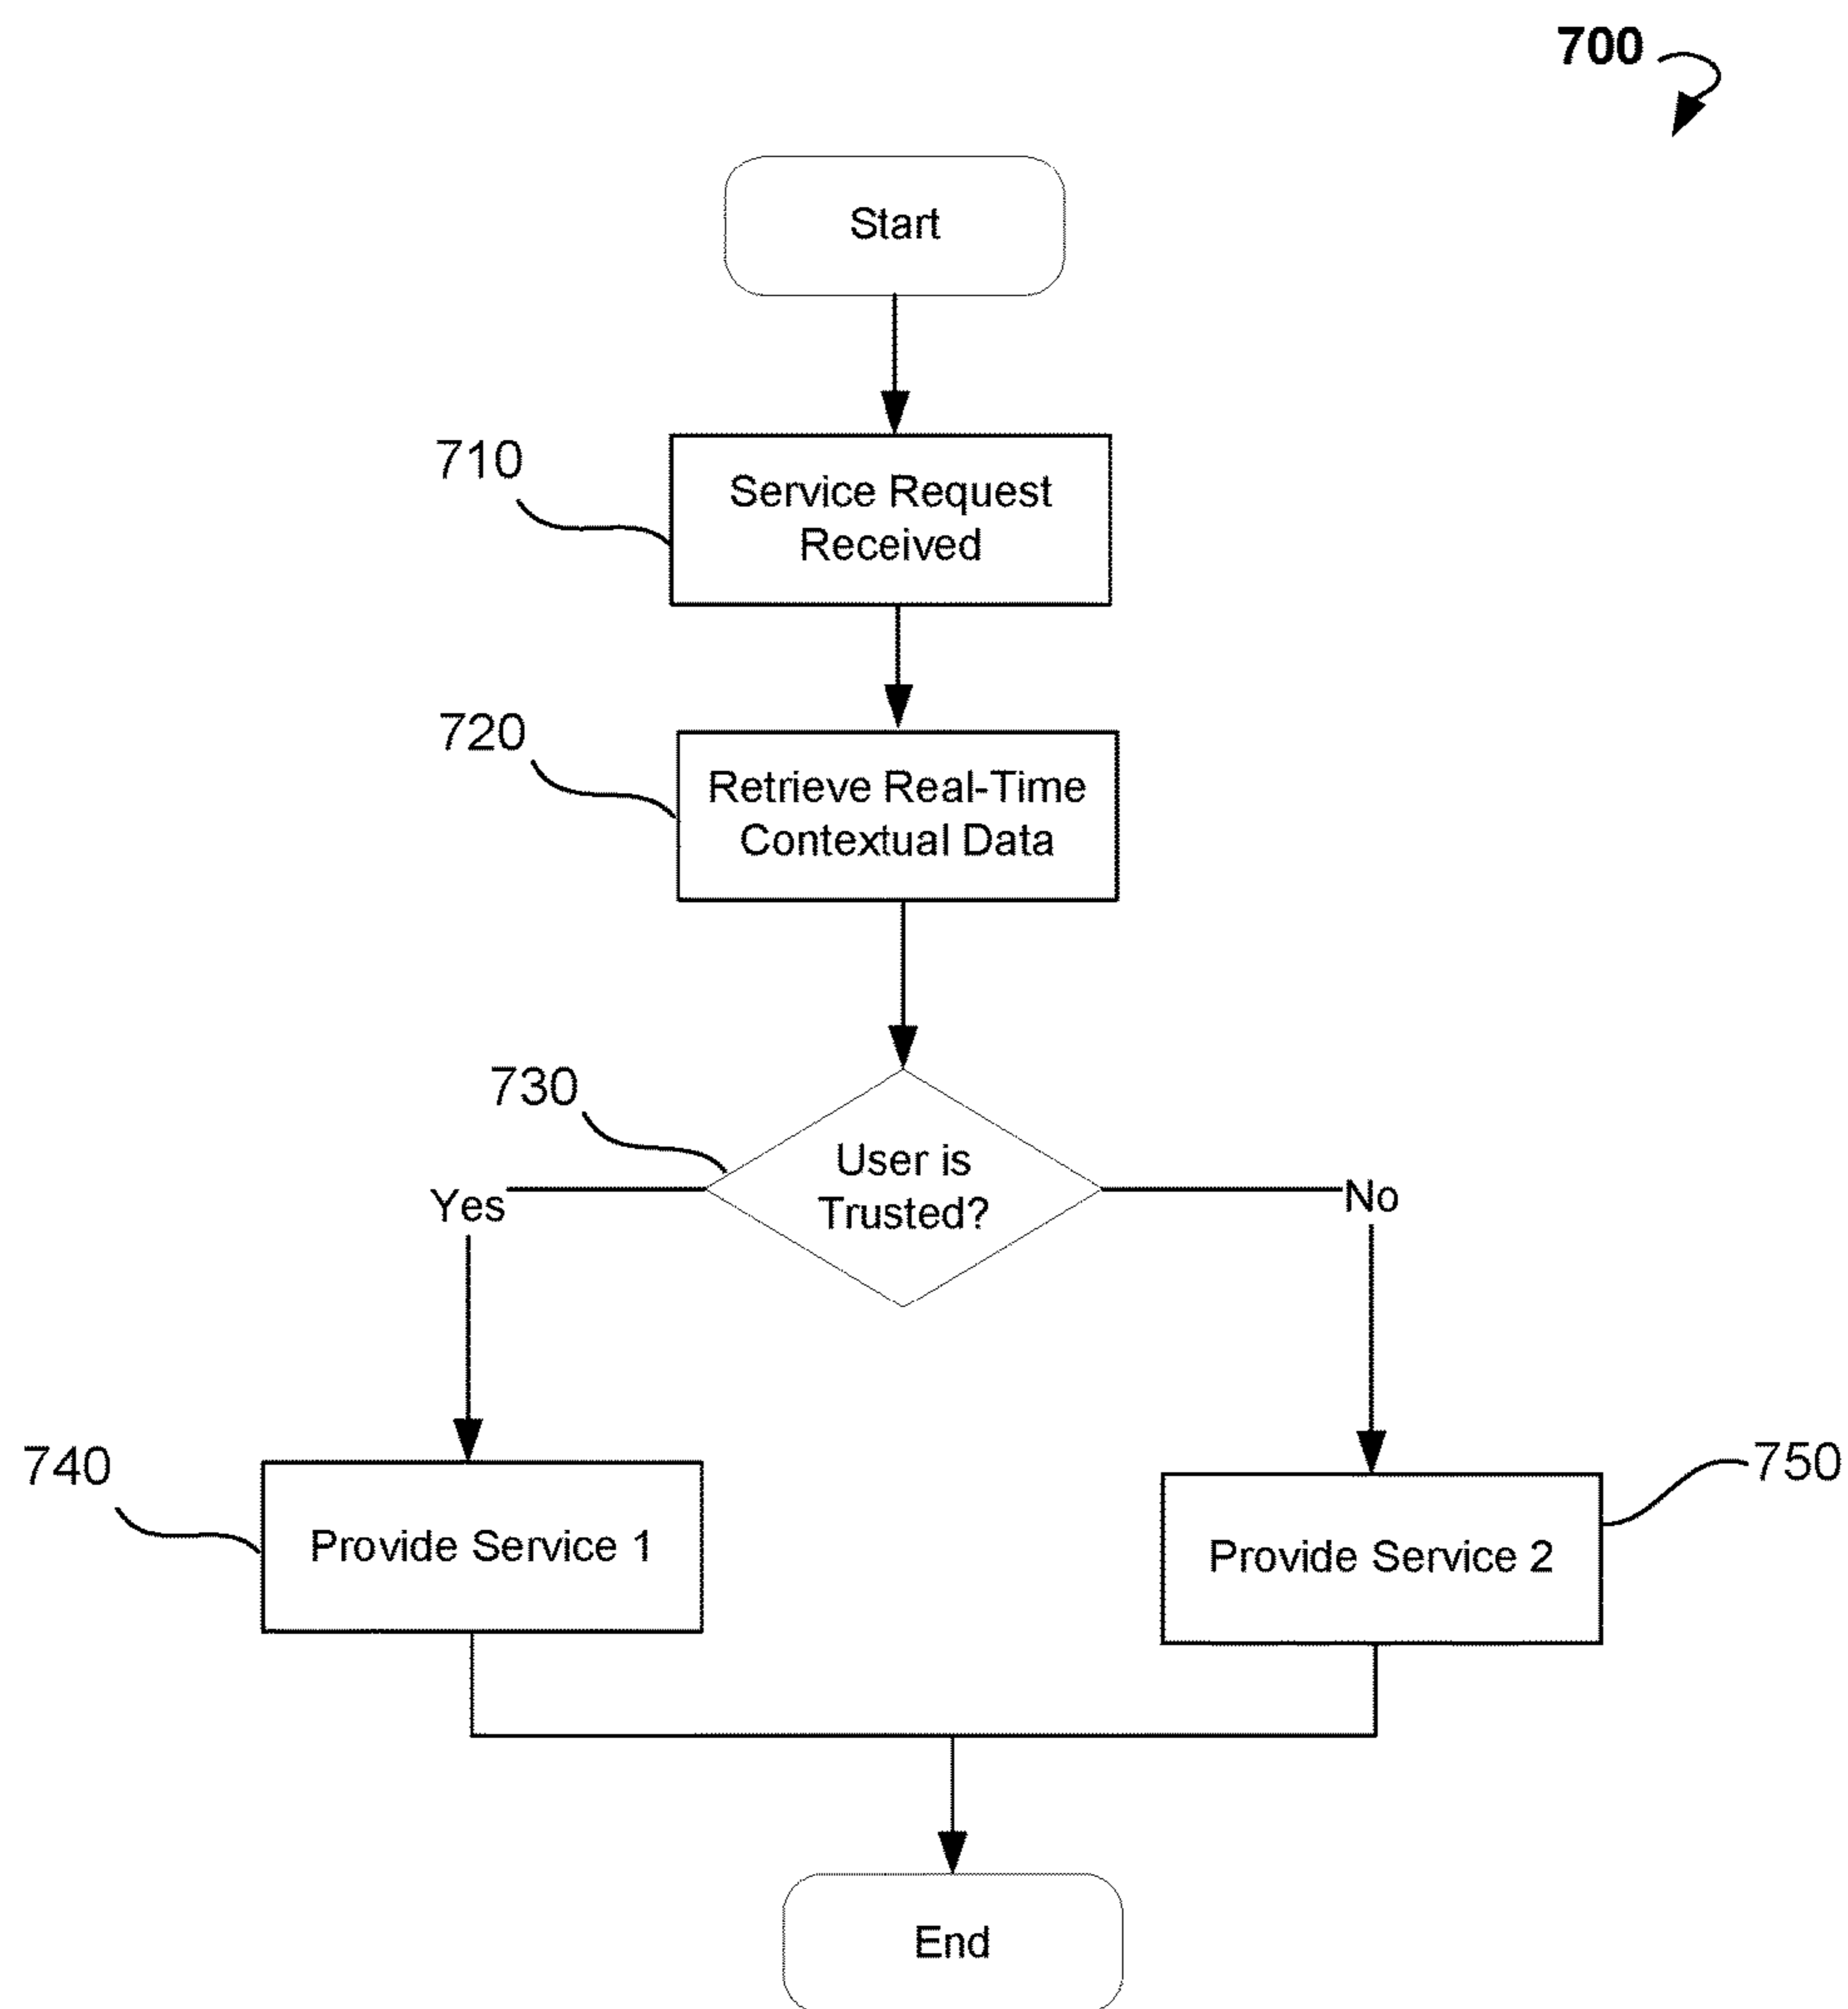 700
Start
710
Service Request
Received
720
Retrieve Real-Time
Contextual Data
730
User is
Trusted?
Yes
No
740
Provide Service 1
750
Provide Service 2
End